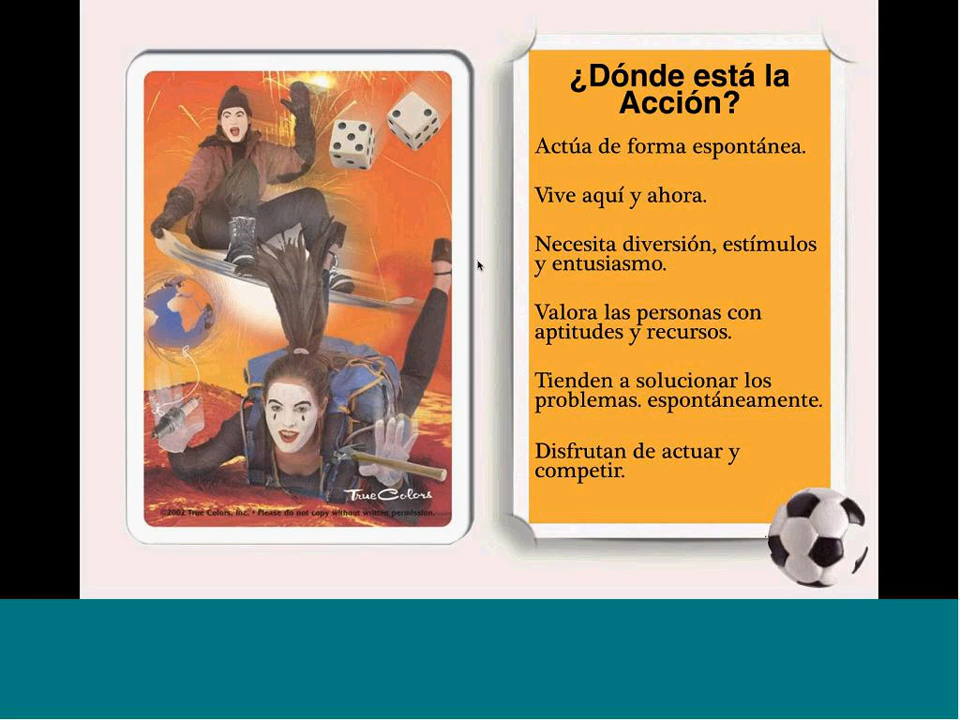 ¿Dónde está la
Acción?
Actúa de forma espontánea.
Vive aquí y ahora.
Necesita diversión, estímulos
y entusiasmo.
Valora las personas con
aptitudes y recursos.
Tienden a solucionar los
problemas. espontáneamente.
Disfrutan de actuar y
competir.
True Colors
©2002 True Colors, Inc. • Please do not copy without written permission.